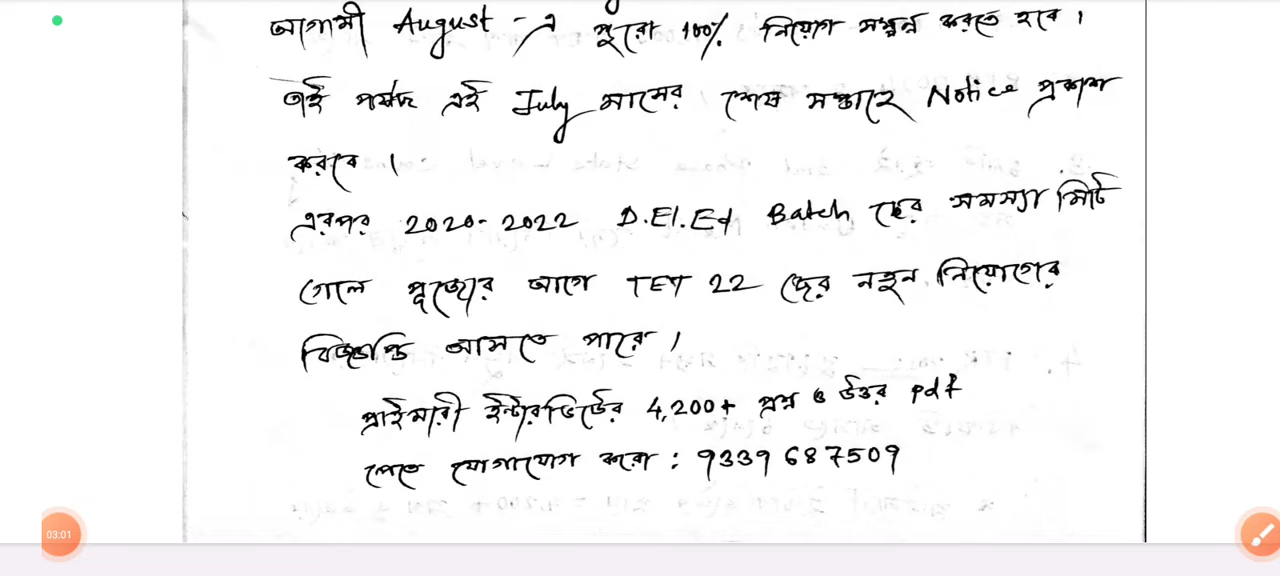 আগামী August - এ পুরো 100% নিয়োগ সম্পন্ন করতে হবে ।
তাই পর্ষদ এই July মাসের শেষ সপ্তাহে Notice প্রকাশ
করবে ।
এরপর 2020-2022 D.El.Ed Batch দের সমস্যা মিটে
গেলে পূজোর আগে TET 22 দের নতুন নিয়োগের
বিজ্ঞপ্তি আসতে পারে ।
প্রাইমারী ইন্টারভিউের 4,200+ প্রশ্ন ও উত্তর pdf
পেতে যোগাযোগ করো : 9339687509
03:01